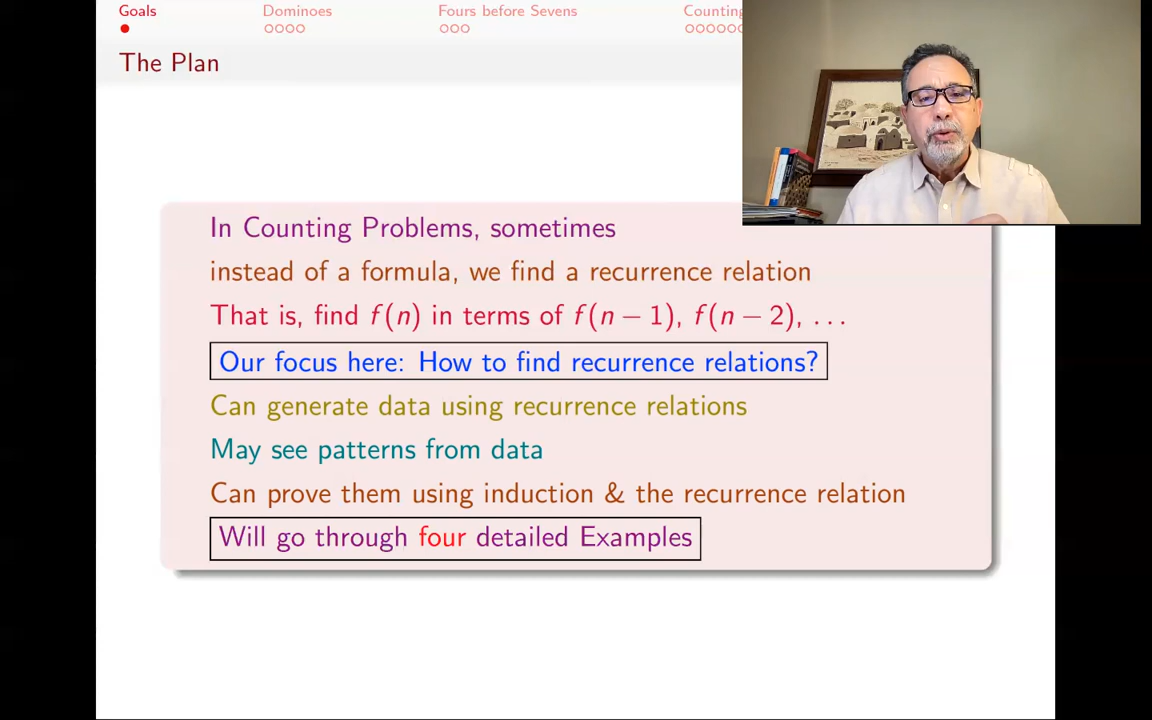 Goals Dominoes Fours before Sevens Counting
The Plan
In Counting Problems, sometimes
instead of a formula, we find a recurrence relation
That is, find f(n) in terms of f(n − 1), f(n − 2), ...
Our focus here: How to find recurrence relations?
Can generate data using recurrence relations
May see patterns from data
Can prove them using induction & the recurrence relation
Will go through four detailed Examples